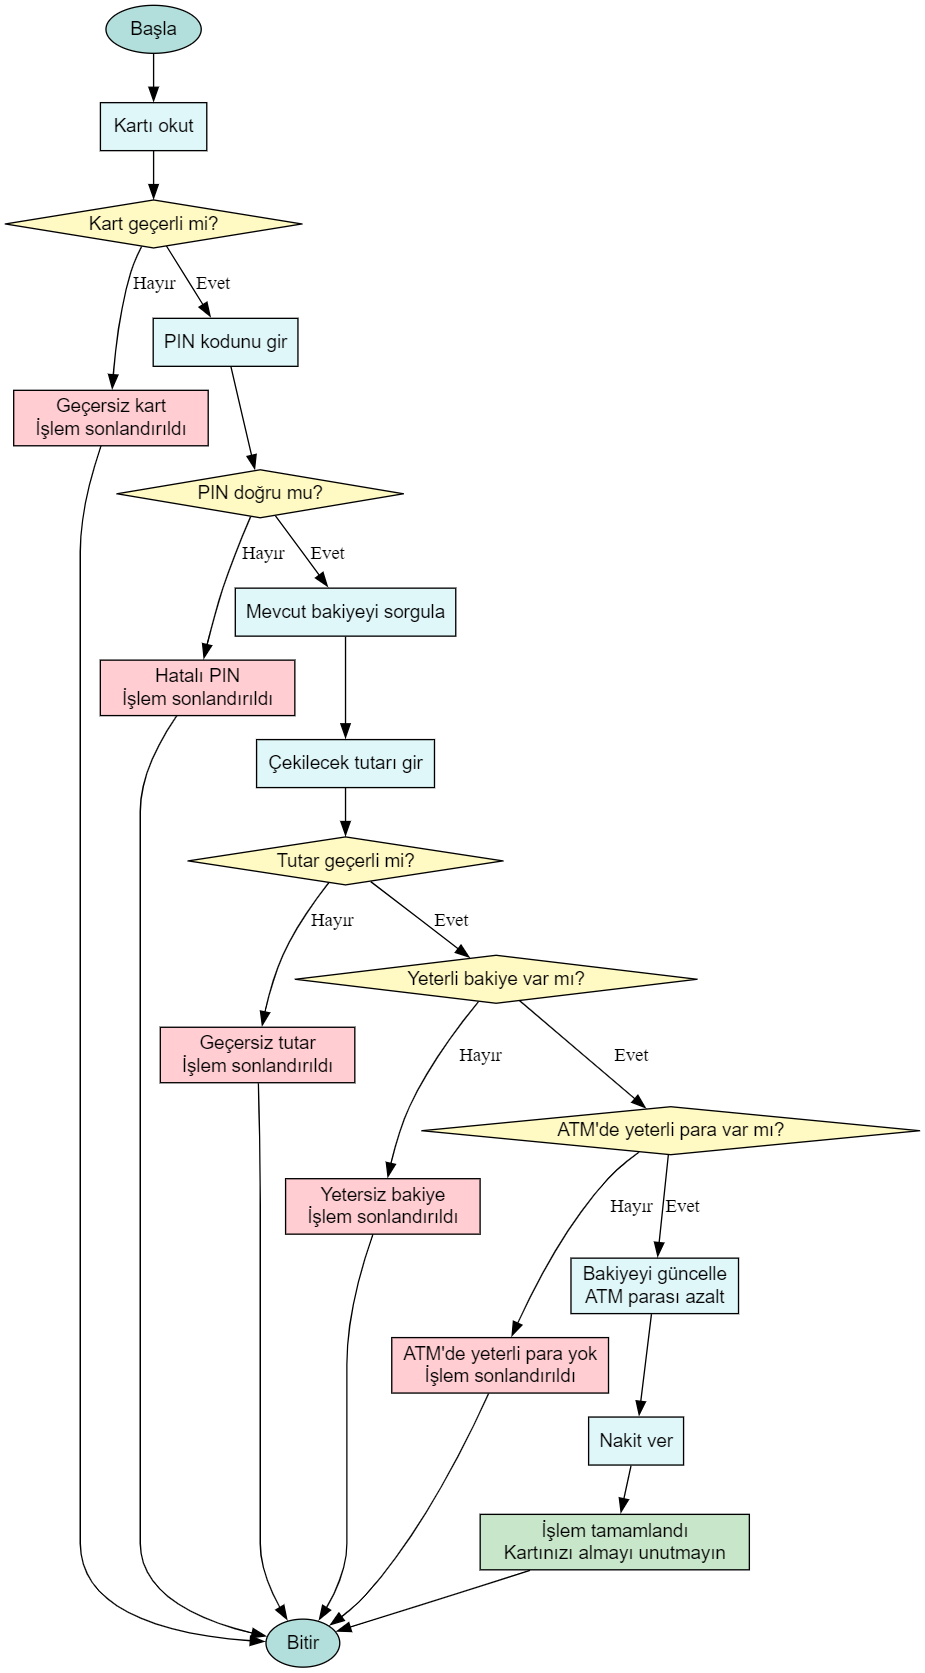 Başla
Kartı okut
Kart geçerli mi?
Hayır
Evet
PIN kodunu gir
Geçersiz kart
İşlem sonlandırıldı
PIN doğru mu?
Hayır
Evet
Mevcut bakiyeyi sorgula
Hatalı PIN
İşlem sonlandırıldı
Çekilecek tutarı gir
Tutar geçerli mi?
Hayır
Evet
Yeterli bakiye var mı?
Geçersiz tutar
İşlem sonlandırıldı
Hayır
Evet
ATM'de yeterli para var mı?
Yetersiz bakiye
İşlem sonlandırıldı
Hayır
Evet
Bakiyeyi güncelle
ATM parası azalt
ATM'de yeterli para yok
İşlem sonlandırıldı
Nakit ver
İşlem tamamlandı
Kartınızı almayı unutmayın
Bitir